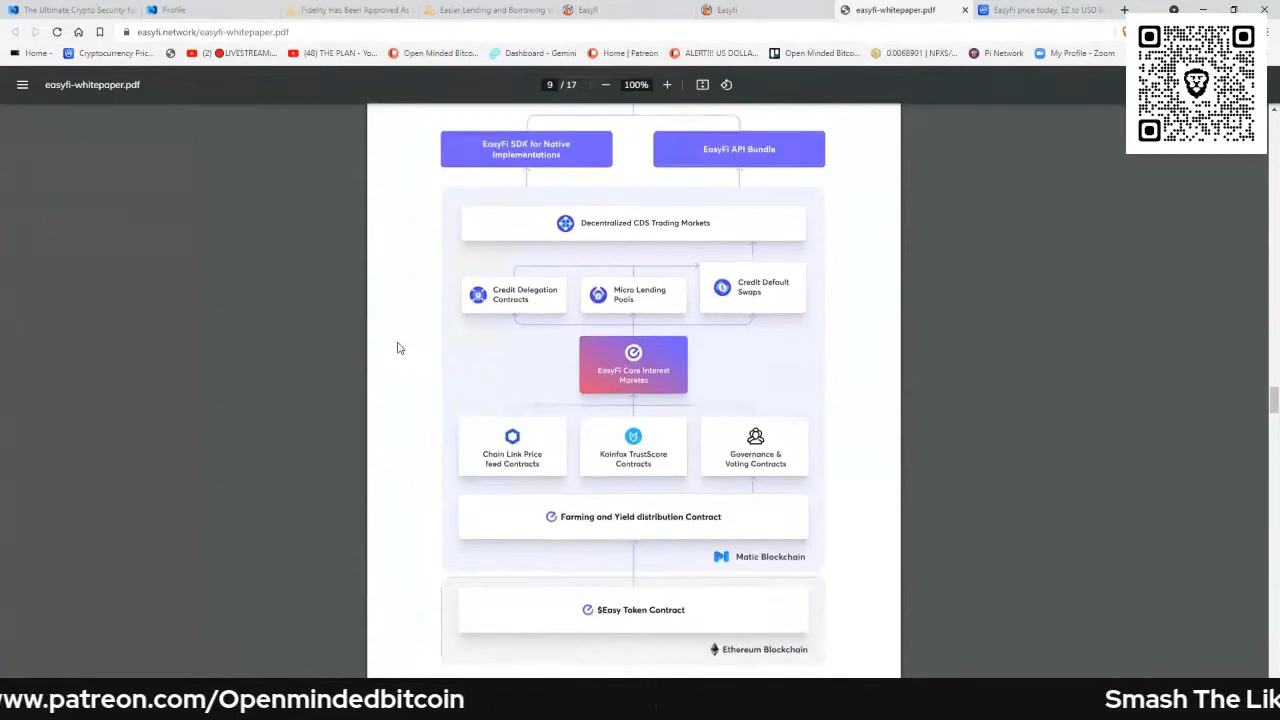 The Ultimate Crypto Security for
Profile
Fidelity Has Been Approved As
Easier Lending and Borrowing w
Easyfi
Easyfi
easyfi-whitepaper.pdf
EasyFi price today, EZ to USD li
easyfi.network/easyfi-whitepaper.pdf
Home -
Cryptocurrency Pric...
(2) 🔴LIVESTREAM:...
(48) THE PLAN - Yo...
Open Minded Bitcoi...
Dashboard - Gemini
Home | Patreon
ALERT!! US DOLLA...
Open Minded Bitcoi...
0.0068901 | NPXS/...
Pi Network
My Profile - Zoom
easyfi-whitepaper.pdf
9 / 17
100%
EasyFi SDK for Native
Implementations
EasyFi API Bundle
Decentralized CDS Trading Markets
Credit Delegation
Contracts
Micro Lending
Pools
Credit Default
Swaps
EasyFi Core Interest
Marktes
Chain Link Price
feed Contracts
Koinfox TrustScore
Contracts
Governance &
Voting Contracts
Farming and Yield distribution Contract
Matic Blockchain
$Easy Token Contract
Ethereum Blockchain
www.patreon.com/Openmindedbitcoin
Smash The Lik